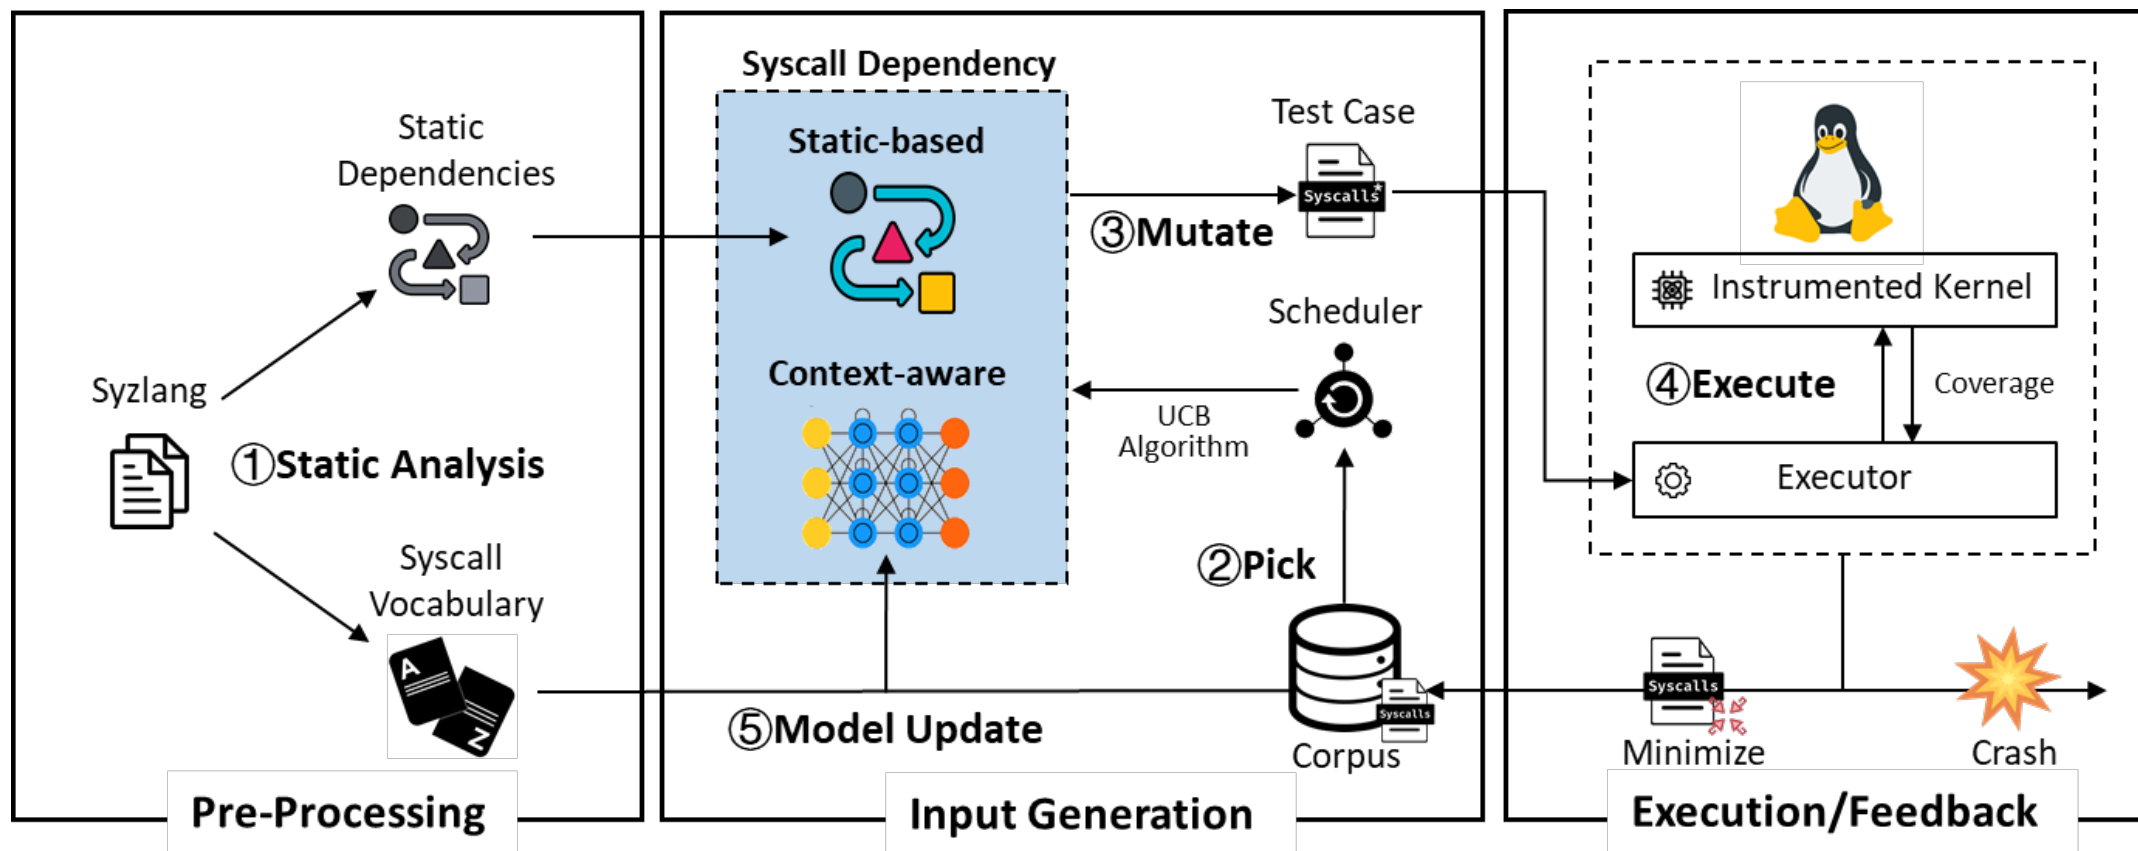 Static
Dependencies
Syzlang
①Static Analysis
Syscall
Vocabulary
A
Z
Pre-Processing
Syscall Dependency
Static-based
Context-aware
③Mutate
Test Case
Syscalls*
Scheduler
UCB
Algorithm
②Pick
Syscalls
Corpus
⑤Model Update
Input Generation
Instrumented Kernel
④Execute
Coverage
Executor
Syscalls
Minimize
Crash
Execution/Feedback